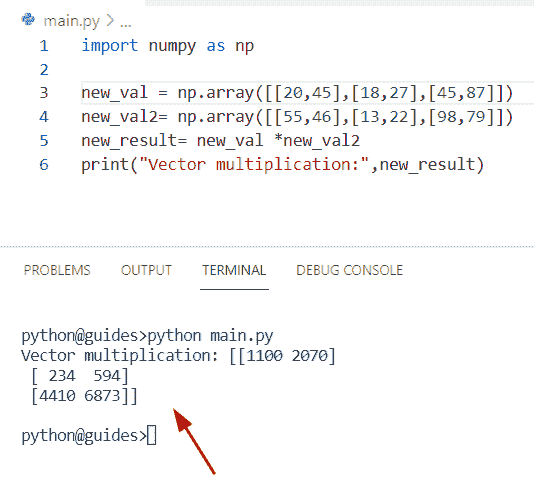 main.py > ...
1 import numpy as np
2
3 new_val = np.array([[20,45],[18,27],[45,87]])
4 new_val2= np.array([[55,46],[13,22],[98,79]])
5 new_result= new_val *new_val2
6 print("Vector multiplication:",new_result)
PROBLEMS OUTPUT TERMINAL DEBUG CONSOLE
python@guides>python main.py
Vector multiplication: [[1100 2070]
 [ 234  594]
 [4410 6873]]
python@guides>